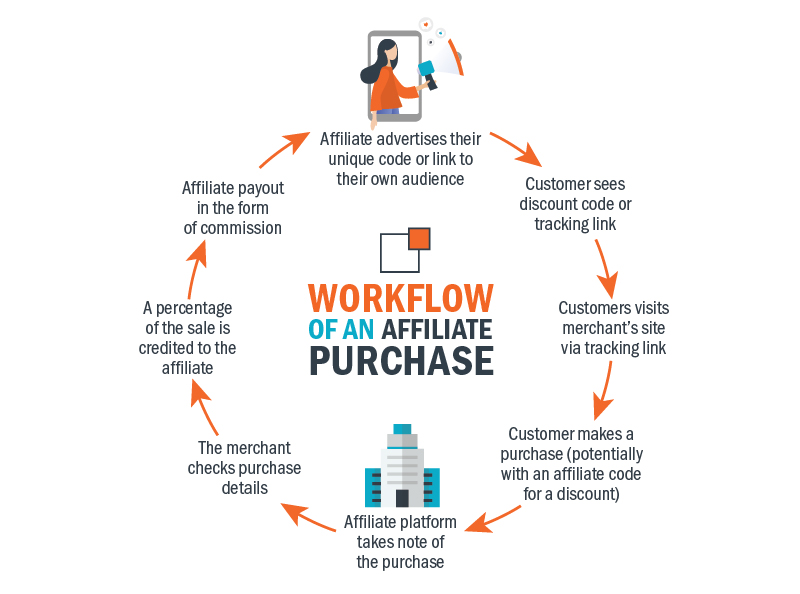 Affiliate advertises their
unique code or link to
their own audience
Customer sees
discount code or
tracking link
Customers visits
merchant's site
via tracking link
Customer makes a
purchase (potentially
with an affiliate code
for a discount)
Affiliate platform
takes note of
the purchase
The merchant
checks purchase
details
A percentage
of the sale is
credited to the
affiliate
Affiliate payout
in the form
of commission
WORKFLOW
OF AN AFFILIATE
PURCHASE